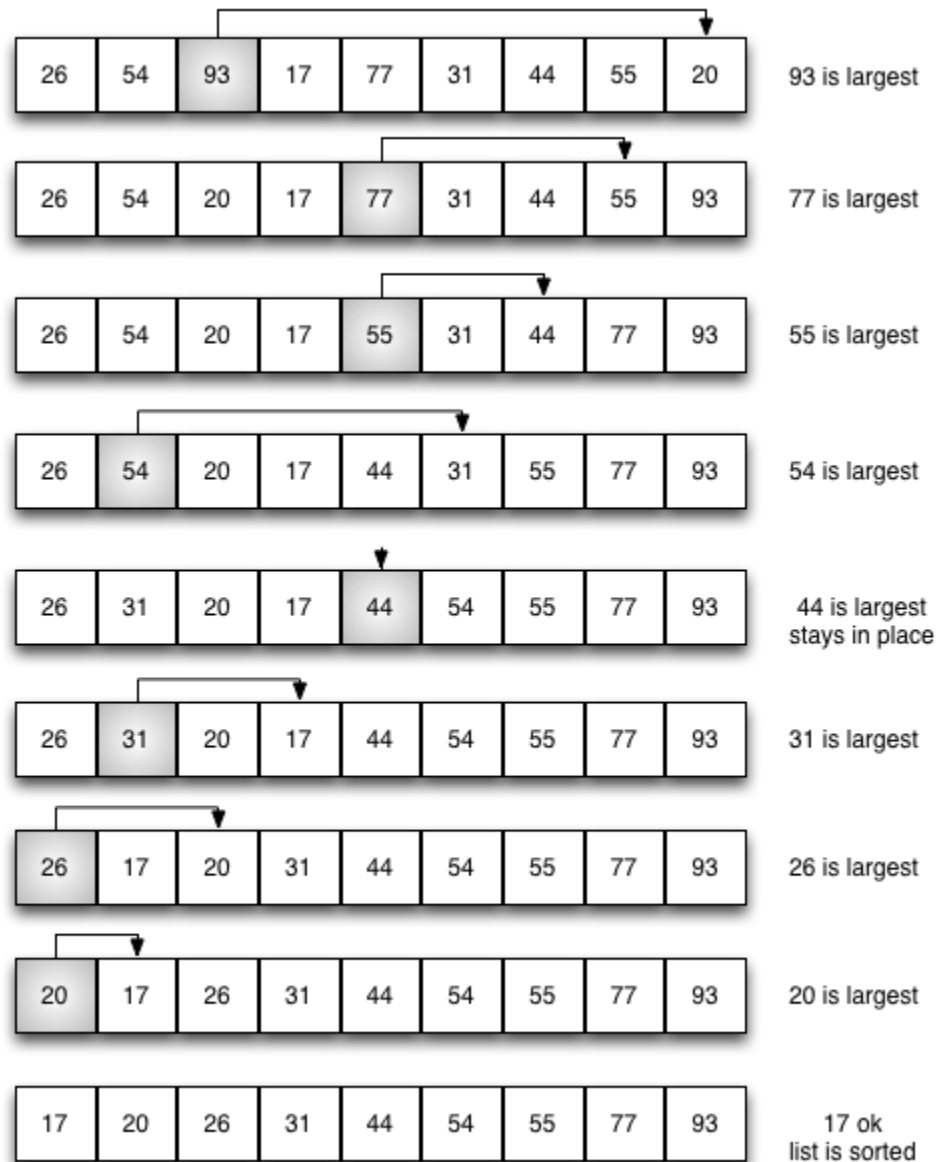 26 54 93 17 77 31 44 55 20 93 is largest
26 54 20 17 77 31 44 55 93 77 is largest
26 54 20 17 55 31 44 77 93 55 is largest
26 54 20 17 44 31 55 77 93 54 is largest
26 31 20 17 44 54 55 77 93 44 is largest
stays in place
26 31 20 17 44 54 55 77 93 31 is largest
26 17 20 31 44 54 55 77 93 26 is largest
20 17 26 31 44 54 55 77 93 20 is largest
17 20 26 31 44 54 55 77 93 17 ok
list is sorted